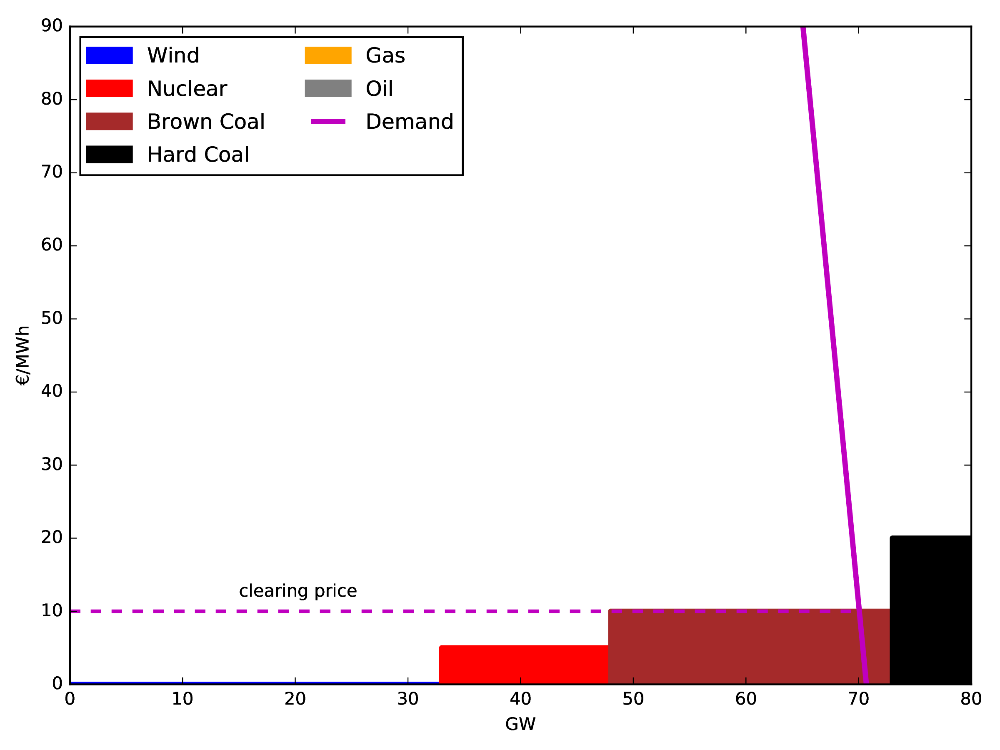 90
80
70
60
50
40
30
20
10
0
€/MWh
Wind
Nuclear
Brown Coal
Hard Coal
Gas
Oil
Demand
clearing price
0 10 20 30 40 50 60 70 80
GW